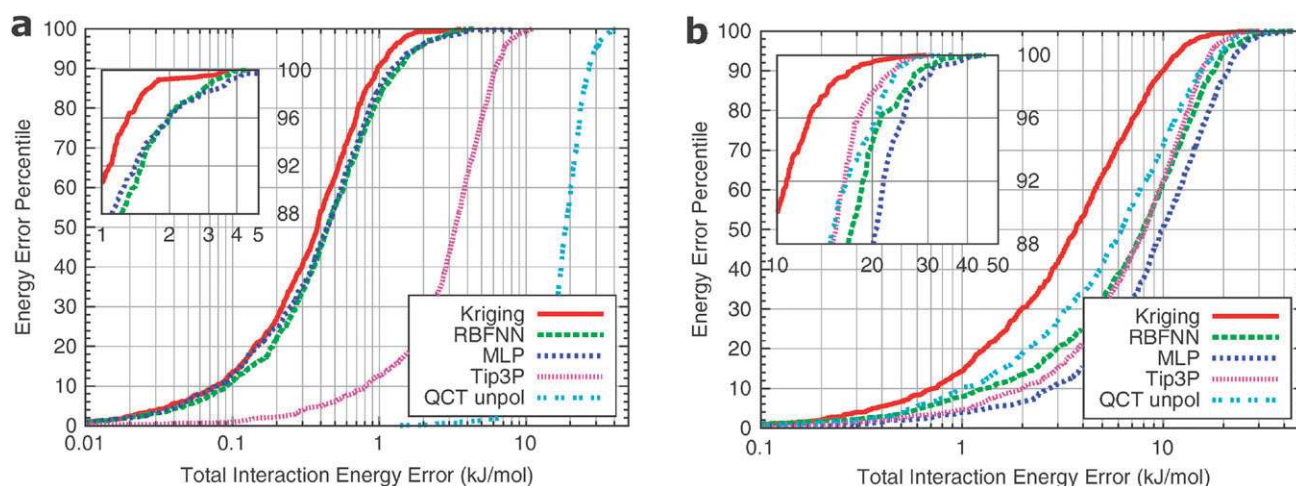 a
Energy Error Percentile
100
90
80
70
60
50
40
30
20
10
0
100
96
92
88
1 2 3 4 5
Kriging
RBFNN
MLP
Tip3P
QCT unpol
0.01 0.1 1 10
Total Interaction Energy Error (kJ/mol)
b
Energy Error Percentile
100
90
80
70
60
50
40
30
20
10
0
100
96
92
88
10 20 30 40 50
Kriging
RBFNN
MLP
Tip3P
QCT unpol
0.1 1 10
Total Interaction Energy Error (kJ/mol)